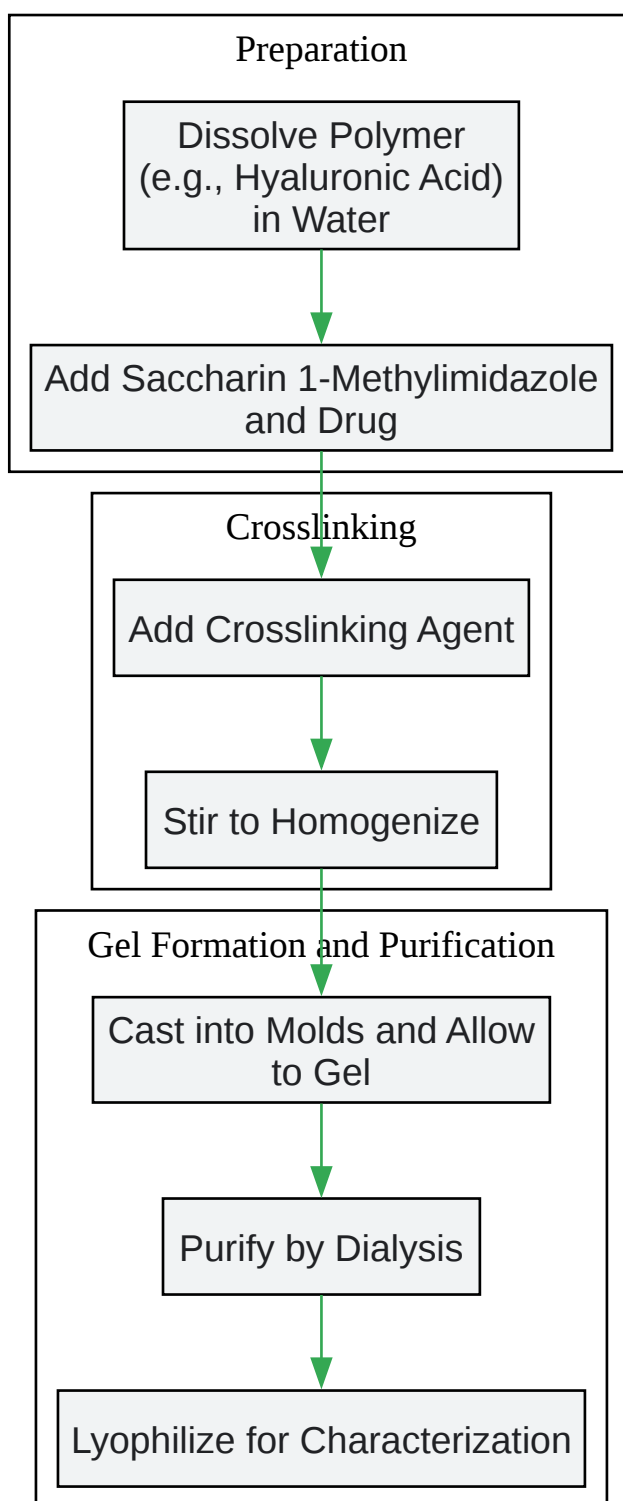 Preparation
Dissolve Polymer
(e.g., Hyaluronic Acid)
in Water
Add Saccharin 1-Methylimidazole
and Drug
Crosslinking
Add Crosslinking Agent
Stir to Homogenize
Gel Formation and Purification
Cast into Molds and Allow
to Gel
Purify by Dialysis
Lyophilize for Characterization